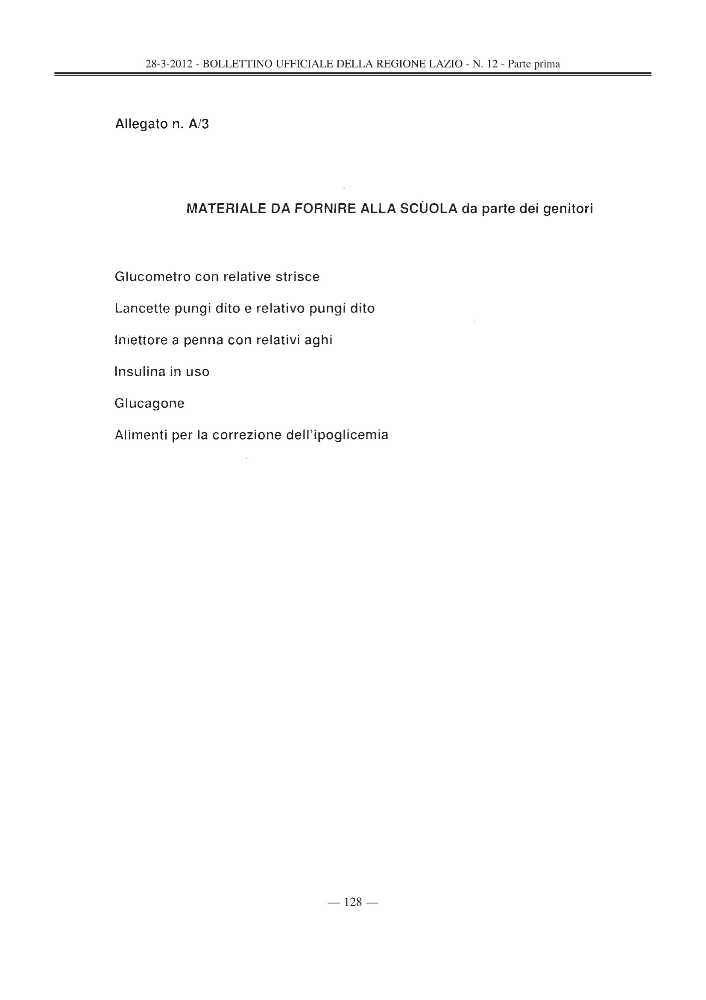 28-3-2012 - BOLLETTINO UFFICIALE DELLA REGIONE LAZIO - N. 12 - Parte prima
Allegato n. A/3
MATERIALE DA FORNIRE ALLA SCUOLA da parte dei genitori
Glucometro con relative strisce
Lancette pungi dito e relativo pungi dito
Iniettore a penna con relativi aghi
Insulina in uso
Glucagone
Alimenti per la correzione dell'ipoglicemia
— 128 —